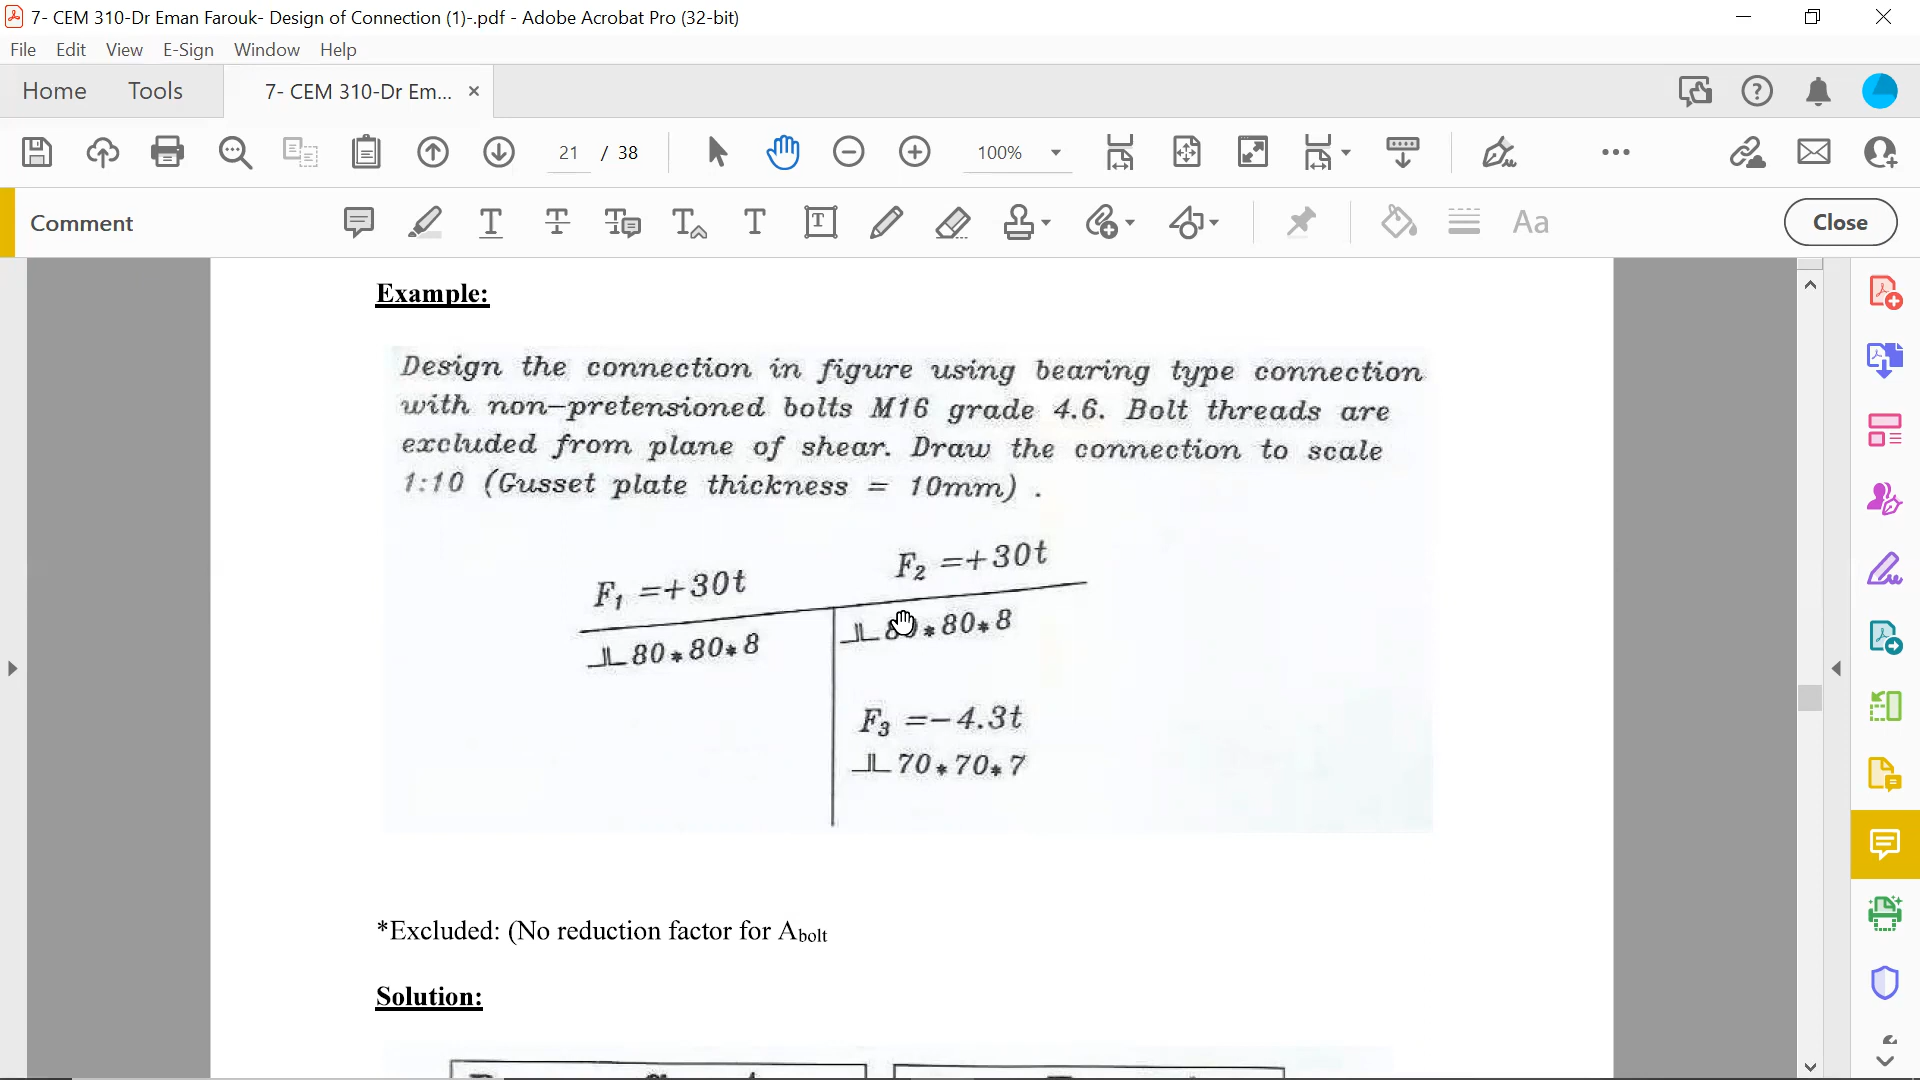 7- CEM 310-Dr Eman Farouk- Design of Connection (1)-.pdf - Adobe Acrobat Pro (32-bit)
File Edit View E-Sign Window Help
Home Tools 7- CEM 310-Dr Em... ×
21 / 38 100%
Comment Aa Close
Example:
Design the connection in figure using bearing type connection
with non-pretensioned bolts M16 grade 4.6. Bolt threads are
excluded from plane of shear. Draw the connection to scale
1:10 (Gusset plate thickness = 10mm) .
F₂ =+30t
F₁ =+30t
⅃L 80*80*8
⅃L 80*80*8
F₃ =-4.3t
⅃L 70*70*7
*Excluded: (No reduction factor for Abolt
Solution: